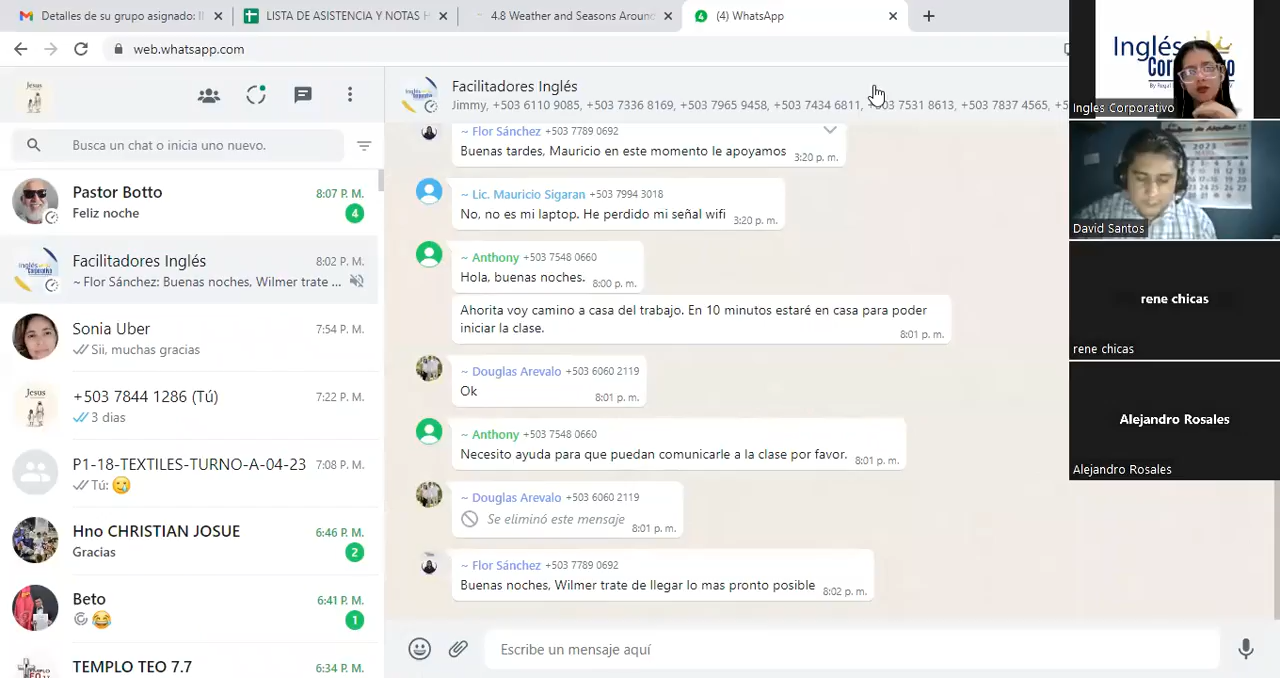 Detalles de su grupo asignado: I
LISTA DE ASISTENCIA Y NOTAS H
4.8 Weather and Seasons Around
(4) WhatsApp
web.whatsapp.com
Busca un chat o inicia uno nuevo.
Pastor Botto
8:07 P. M.
Feliz noche
4
Facilitadores Inglés
8:02 P. M.
~ Flor Sánchez: Buenas noches, Wilmer trate ...
Sonia Uber
7:54 P. M.
Sii, muchas gracias
+503 7844 1286 (Tú)
7:22 P. M.
3 dias
P1-18-TEXTILES-TURNO-A-04-23
7:08 P. M.
Tú: 😥
Hno CHRISTIAN JOSUE
6:46 P. M.
Gracias
2
Beto
6:41 P. M.
😂
1
TEMPLO TEO 7.7
6:34 P. M.
Facilitadores Inglés
Jimmy, +503 6110 9085, +503 7336 8169, +503 7965 9458, +503 7434 6811, +503 7531 8613, +503 7837 4565, +5
~ Flor Sánchez +503 7789 0692
Buenas tardes, Mauricio en este momento le apoyamos
3:20 p. m.
~ Lic. Mauricio Sigaran +503 7994 3018
No, no es mi laptop. He perdido mi señal wifi
3:20 p. m.
~ Anthony +503 7548 0660
Hola, buenas noches.
8:00 p. m.
Ahorita voy camino a casa del trabajo. En 10 minutos estaré en casa para poder
iniciar la clase.
8:01 p. m.
~ Douglas Arevalo +503 6060 2119
Ok
8:01 p. m.
~ Anthony +503 7548 0660
Necesito ayuda para que puedan comunicarle a la clase por favor.
8:01 p. m.
~ Douglas Arevalo +503 6060 2119
Se eliminó este mensaje
8:01 p. m.
~ Flor Sánchez +503 7789 0692
Buenas noches, Wilmer trate de llegar lo mas pronto posible
8:02 p. m.
Escribe un mensaje aquí
Inglés
Ingles Corporativo
2023
David Santos
rene chicas
rene chicas
Alejandro Rosales
Alejandro Rosales